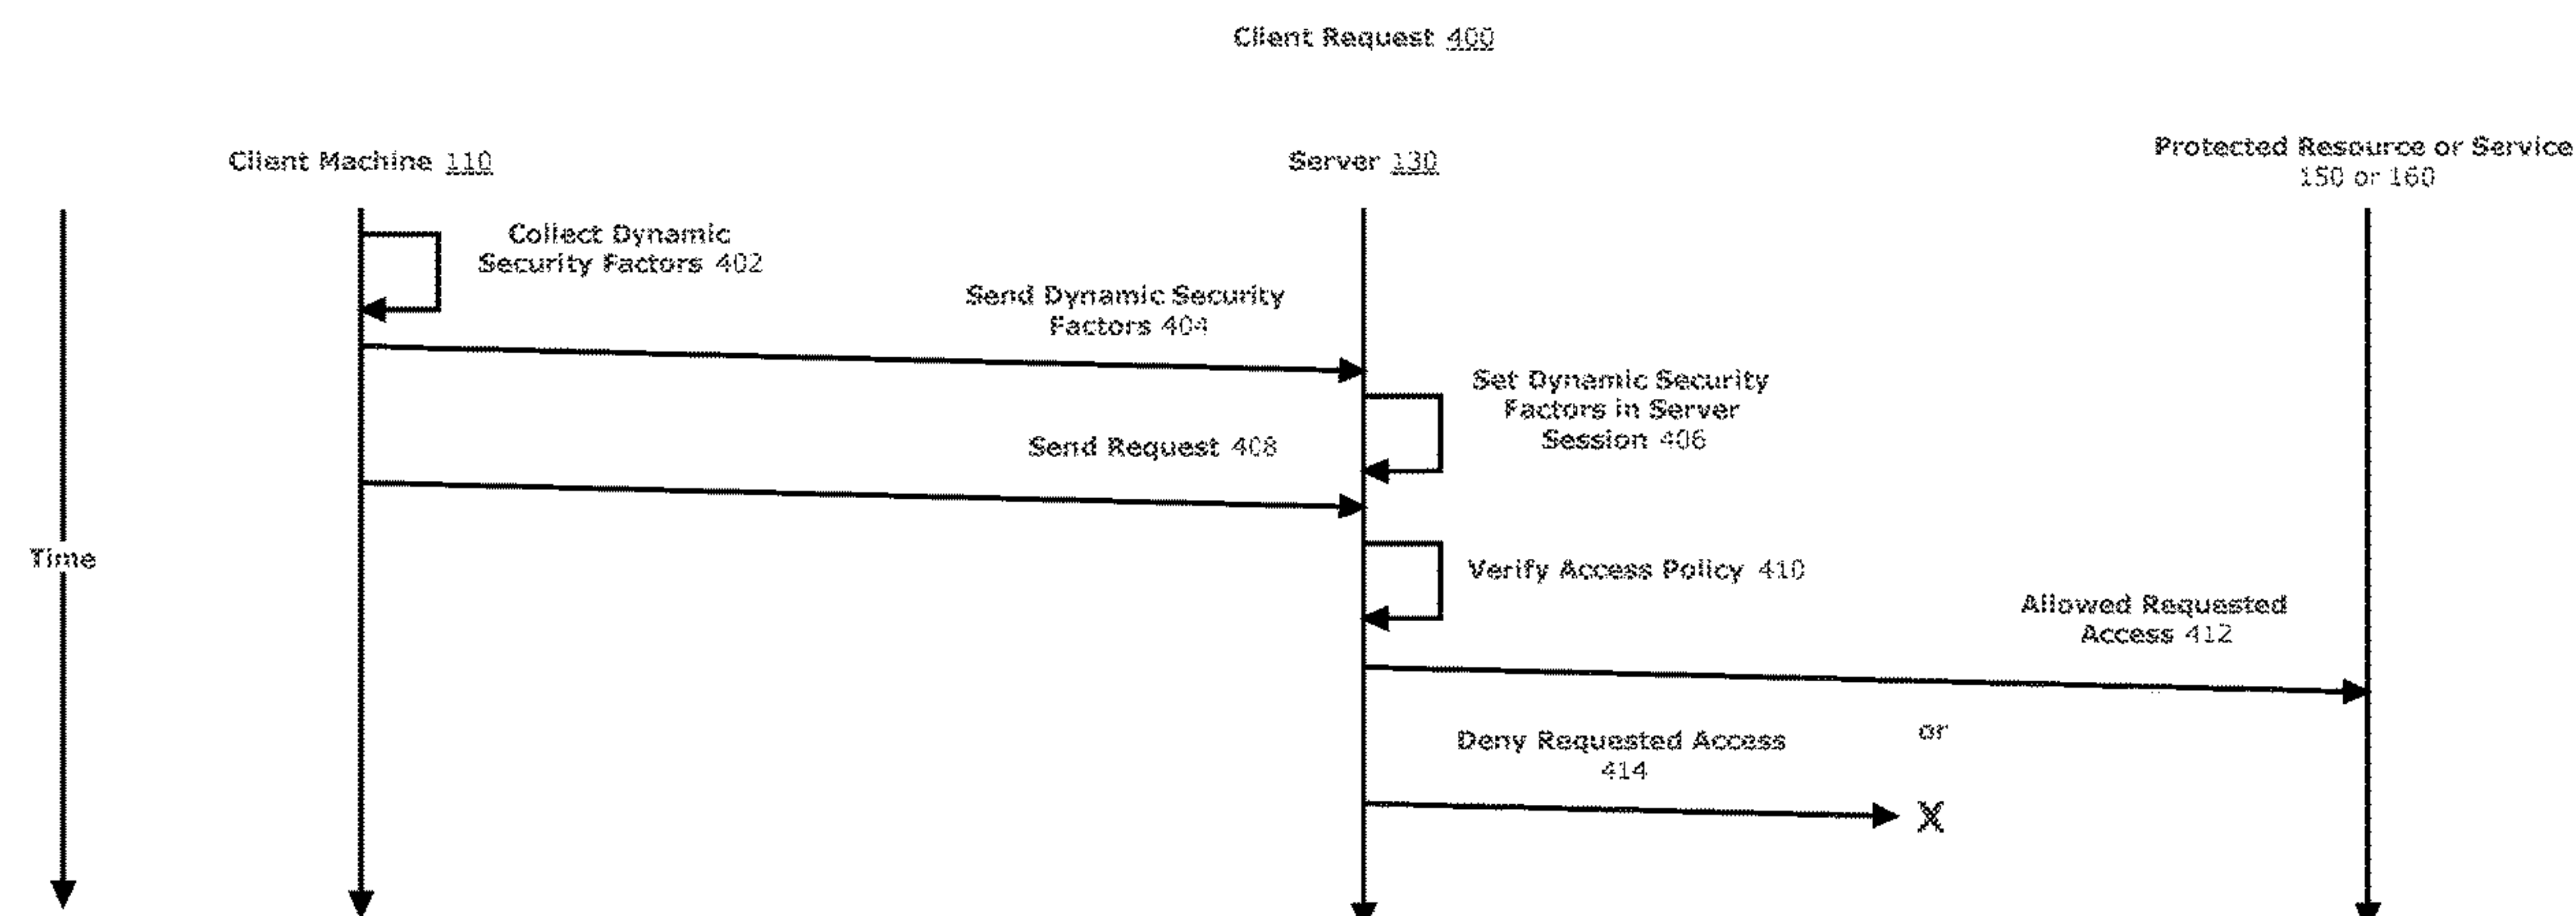 Client Request 400
Client Machine 110
Server 130
Protected Resource or Service
150 or 160
Collect Dynamic
Security Factors 402
Send Dynamic Security
Factors 404
Set Dynamic Security
Factors in Server
Session 406
Send Request 408
Time
Verify Access Policy 410
Allowed Requested
Access 412
or
Deny Requested Access
414
X